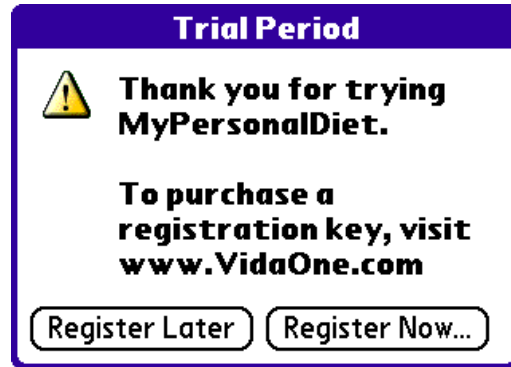 Trial Period
Thank you for trying
MyPersonalDiet.
To purchase a
registration key, visit
www.VidaOne.com
Register Later Register Now...